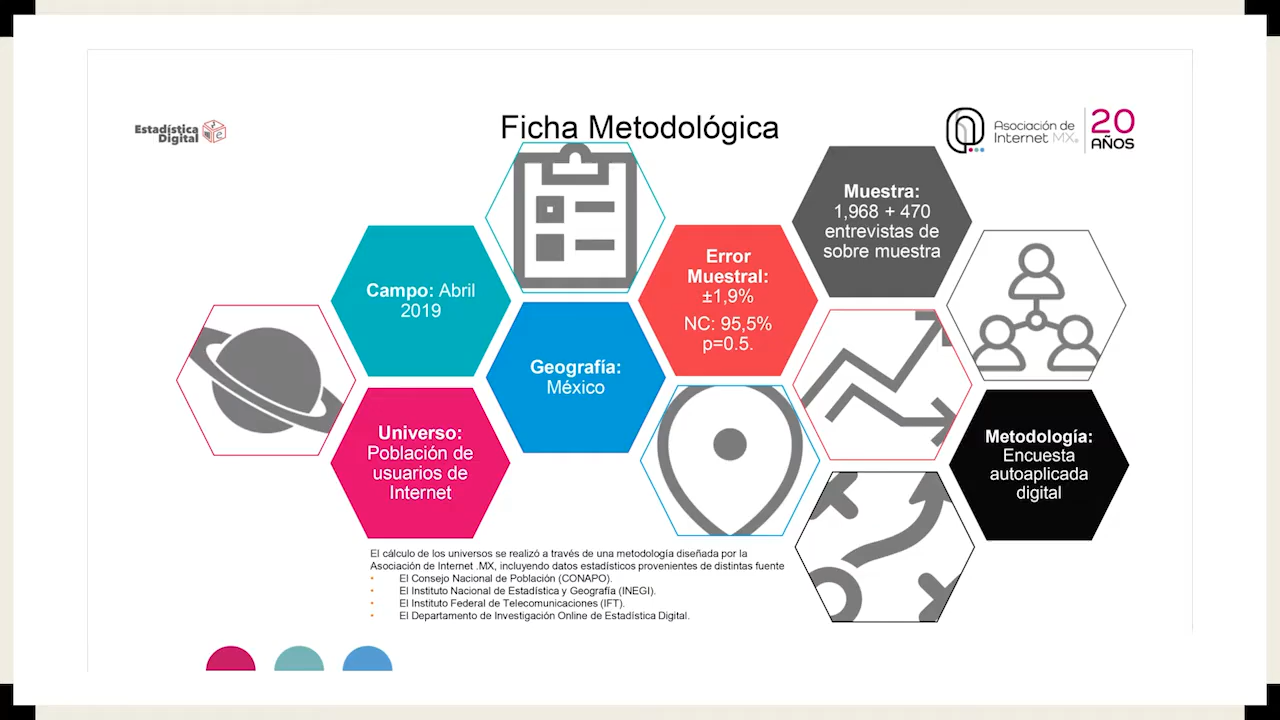 Estadística
Digital
Ficha Metodológica
Asociación de
Internet MX®
20
AÑOS
Muestra:
1,968 + 470
entrevistas de
sobre muestra
Error
Muestral:
±1,9%
NC: 95,5%
p=0.5.
Campo: Abril
2019
Geografía:
México
Universo:
Población de
usuarios de
Internet
Metodología:
Encuesta
autoaplicada
digital
El cálculo de los universos se realizó a través de una metodología diseñada por la
Asociación de Internet .MX, incluyendo datos estadísticos provenientes de distintas fuente
• El Consejo Nacional de Población (CONAPO).
• El Instituto Nacional de Estadística y Geografía (INEGI).
• El Instituto Federal de Telecomunicaciones (IFT).
• El Departamento de Investigación Online de Estadística Digital.